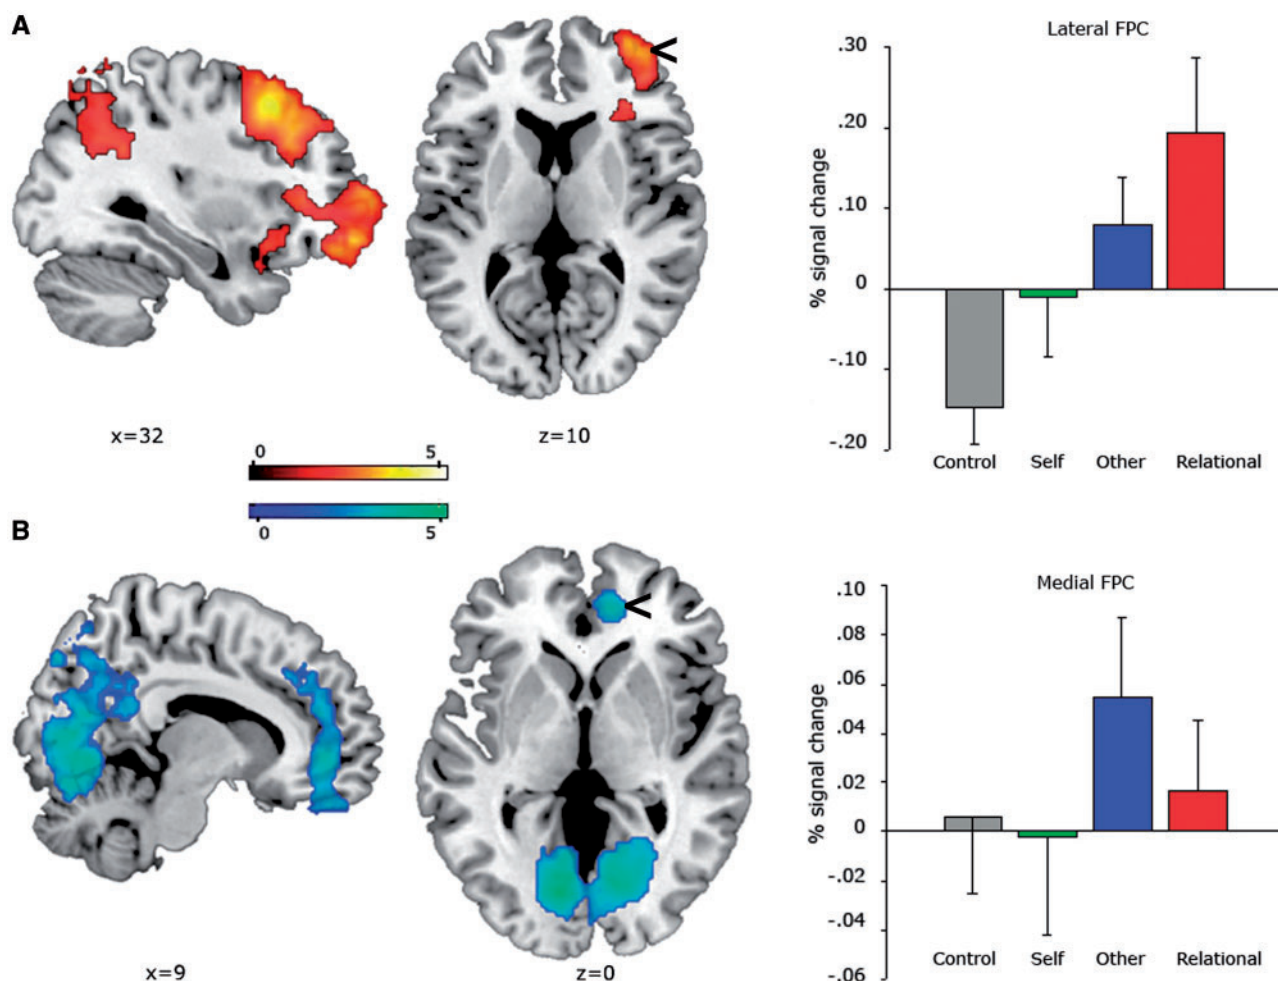 A
x=32
z=10
Lateral FPC
% signal change
.30
.20
.10
0
-.10
-.20
Control Self Other Relational
0 5
0 5
B
x=9
z=0
Medial FPC
% signal change
.10
.08
.06
.04
.02
0
-.02
-.04
-.06
Control Self Other Relational